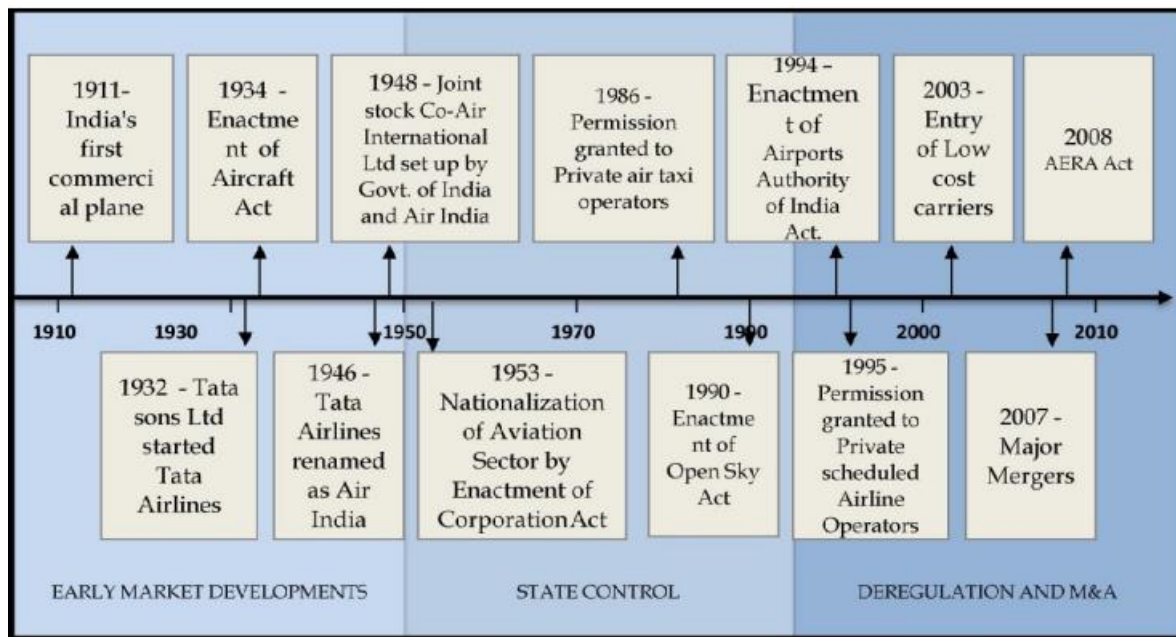 1911-
India's
first
commerci
al plane
1934 -
Enactme
nt of
Aircraft
Act
1948 - Joint
stock Co-Air
International
Ltd set up by
Govt. of India
and Air India
1986 -
Permission
granted to
Private air taxi
operators
1994 –
Enactmen
t of
Airports
Authority
of India
Act.
2003 -
Entry
of Low
cost
carriers
2008
AERA Act
1910
1930
1950
1970
1990
2000
2010
1932 - Tata
sons Ltd
started
Tata
Airlines
1946 -
Tata
Airlines
renamed
as Air
India
1953 -
Nationalization
of Aviation
Sector by
Enactment of
Corporation Act
1990 -
Enactme
nt of
Open Sky
Act
1995 -
Permission
granted to
Private
scheduled
Airline
Operators
2007 -
Major
Mergers
EARLY MARKET DEVELOPMENTS
STATE CONTROL
DEREGULATION AND M&A